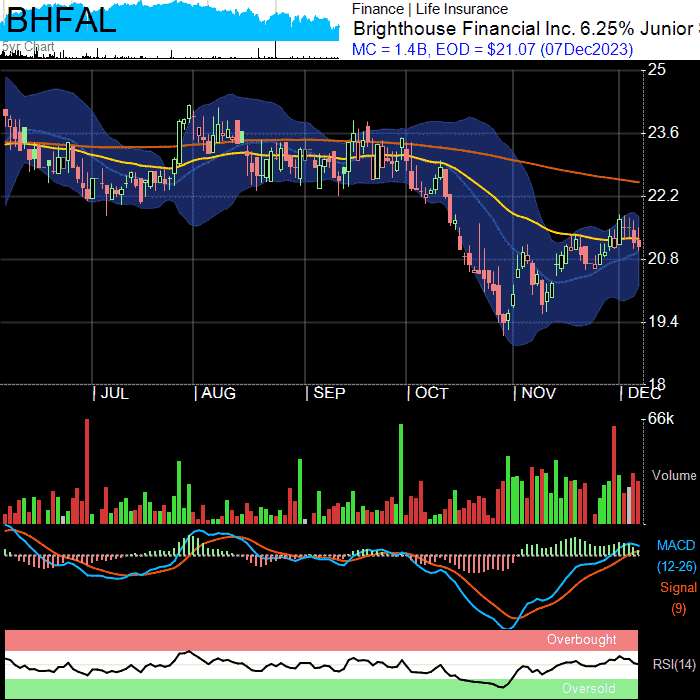 BHFAL
5yr Chart
Finance | Life Insurance
Brighthouse Financial Inc. 6.25% Junior S
MC = 1.4B, EOD = $21.07 (07Dec2023)
25
23.6
22.2
20.8
19.4
18
JUL AUG SEP OCT NOV DEC
66k
Volume
MACD
(12-26)
Signal
(9)
Overbought
RSI(14)
Oversold